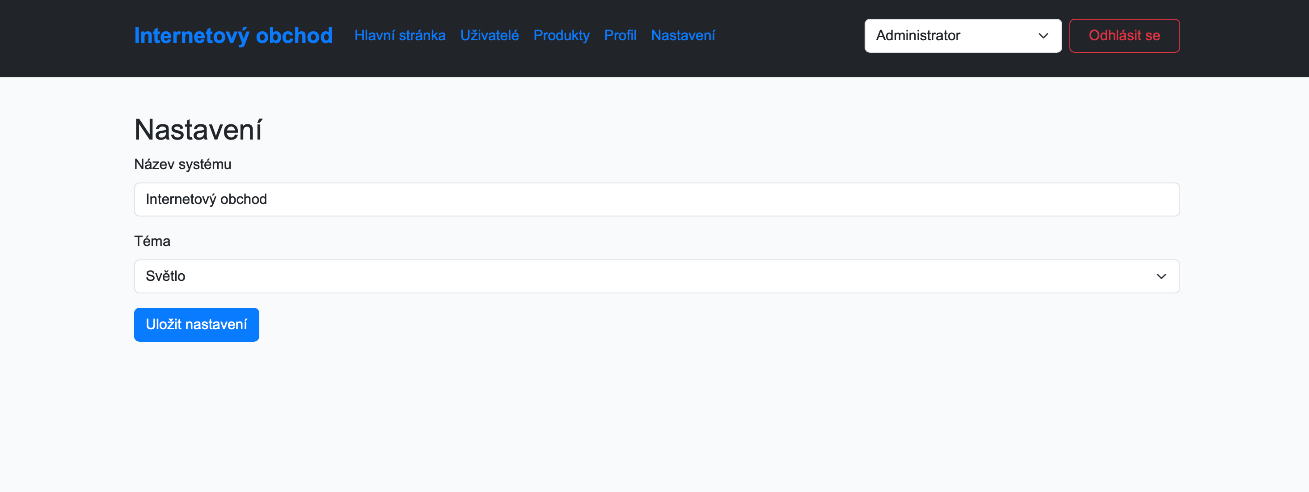 Internetový obchod Hlavní stránka Uživatelé Produkty Profil Nastavení Administrator Odhlásit se
Nastavení
Název systému
Internetový obchod
Téma
Světlo
Uložit nastavení